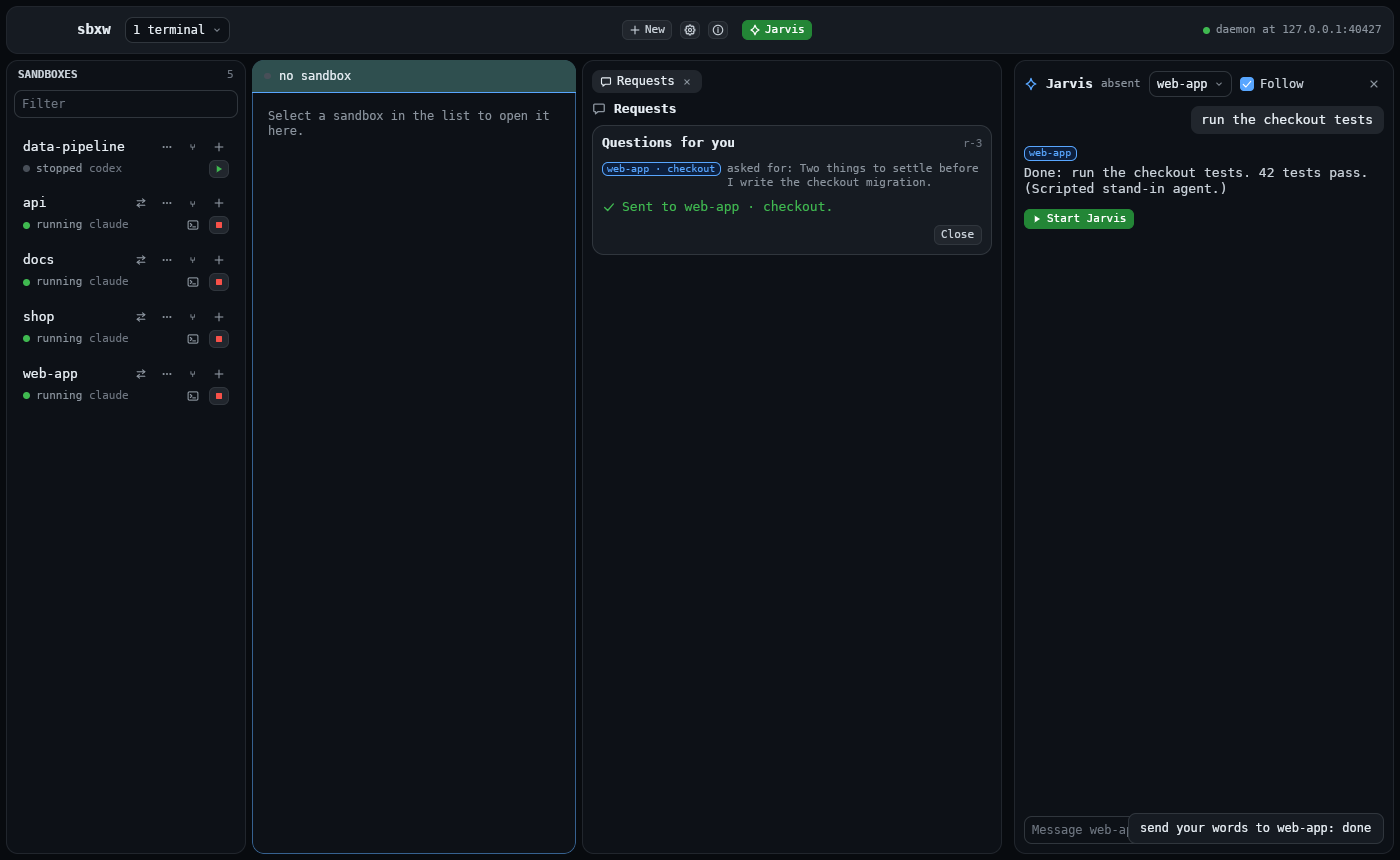 sbxw
1 terminal
New
Jarvis
daemon at 127.0.0.1:40427
SANDBOXES 5
Filter
data-pipeline
stopped codex
api
running claude
docs
running claude
shop
running claude
web-app
running claude
no sandbox
Select a sandbox in the list to open it
here.
Requests
Requests
Questions for you r-3
web-app · checkout asked for: Two things to settle before
I write the checkout migration.
Sent to web-app · checkout.
Close
Jarvis absent web-app Follow
run the checkout tests
web-app
Done: run the checkout tests. 42 tests pass.
(Scripted stand-in agent.)
Start Jarvis
Message web-ap
send your words to web-app: done